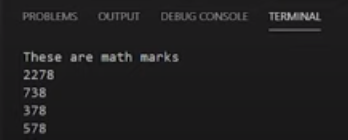 PROBLEMS OUTPUT DEBUG CONSOLE TERMINAL
These are math marks
2278
738
378
578